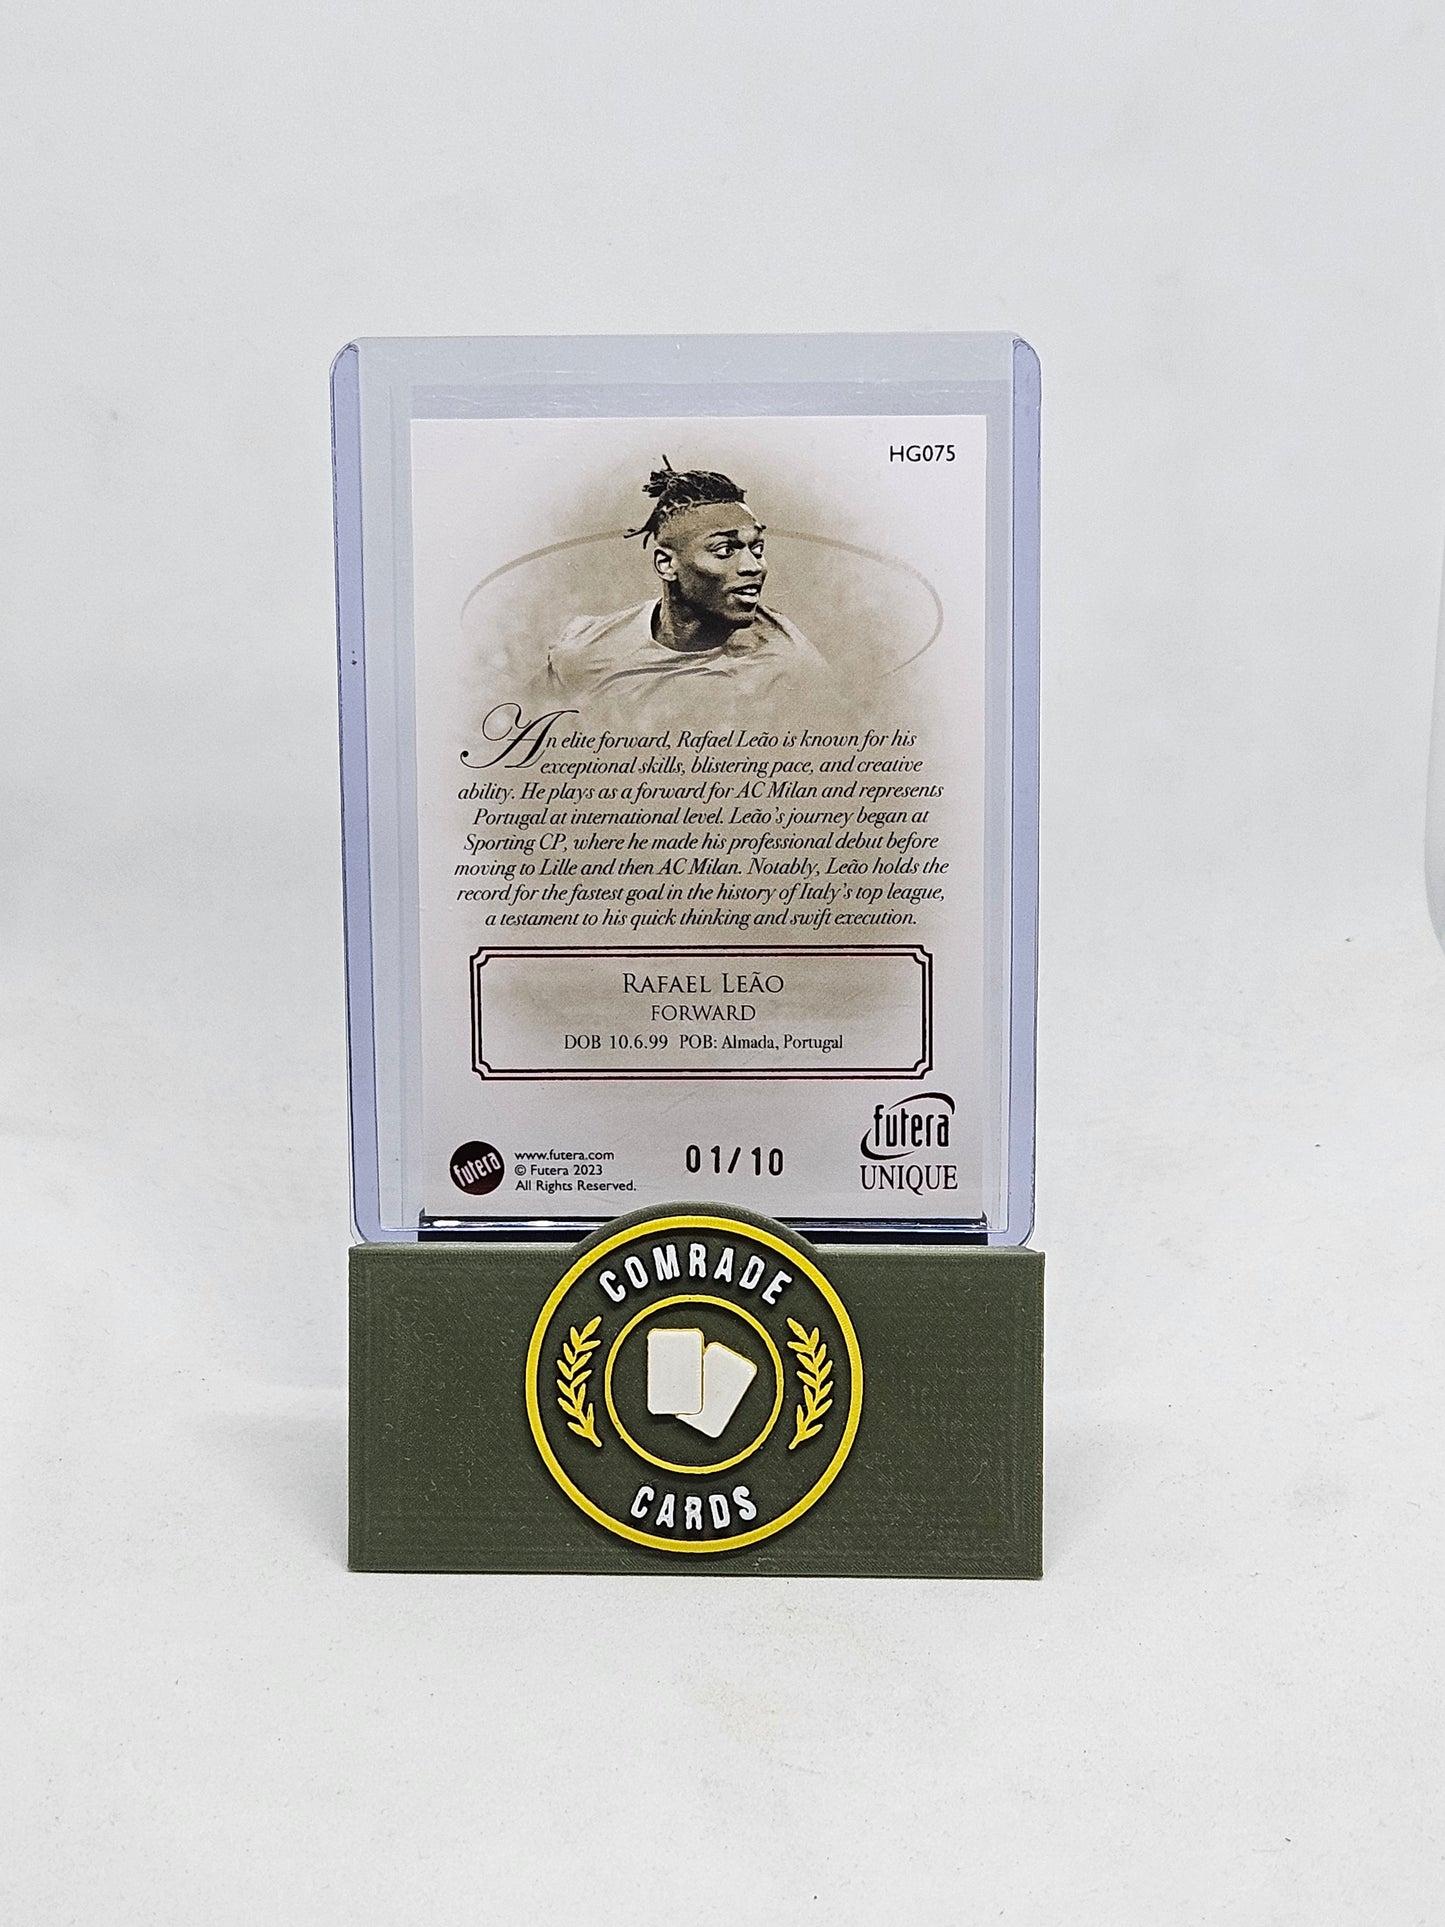 HG075
An elite forward, Rafael Leão is known for his
exceptional skills, blistering pace, and creative
ability. He plays as a forward for AC Milan and represents
Portugal at international level. Leão's journey began at
Sporting CP, where he made his professional debut before
moving to Lille and then AC Milan. Notably, Leão holds the
record for the fastest goal in the history of Italy's top league,
a testament to his quick thinking and swift execution.
RAFAEL LEÃO
FORWARD
DOB 10.6.99 POB: Almada, Portugal
futera
www.futera.com
© Futera 2023
All Rights Reserved.
01/10
futera
UNIQUE
COMRADE
CARDS